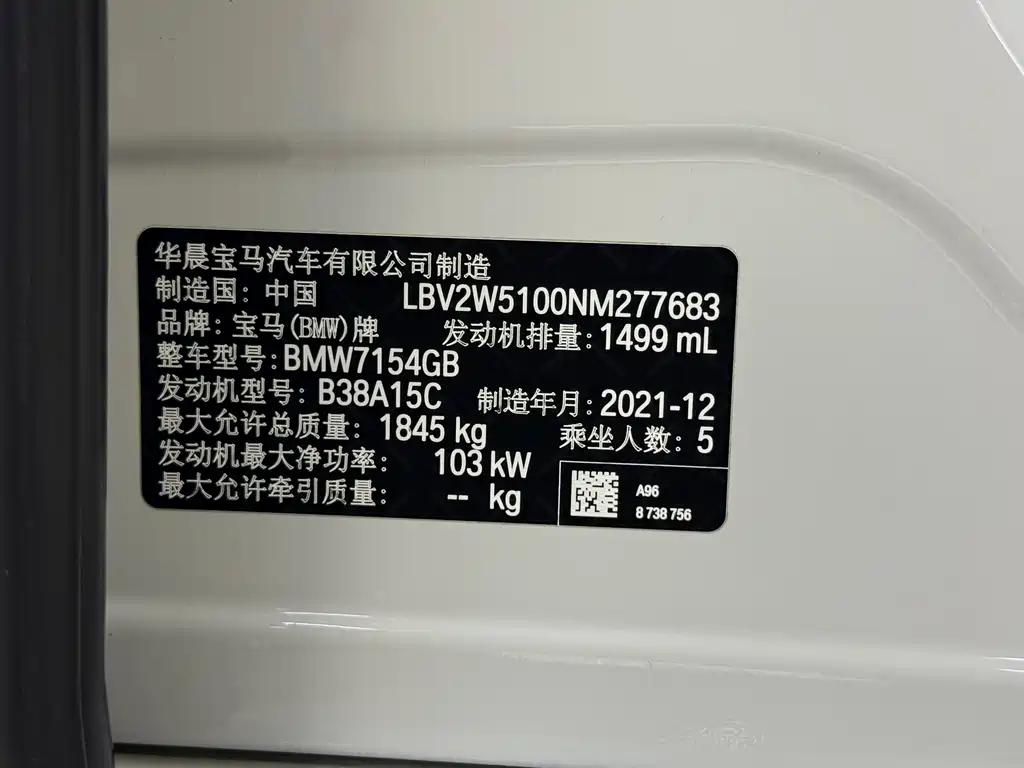 华晨宝马汽车有限公司制造
制造国: 中国 LBV2W5100NM277683
品牌: 宝马(BMW)牌 发动机排量: 1499 mL
整车型号: BMW7154GB
发动机型号: B38A15C 制造年月: 2021-12
最大允许总质量: 1845 kg 乘坐人数: 5
发动机最大净功率: 103 kW
最大允许牵引质量: -- kg
A96
8 738 756